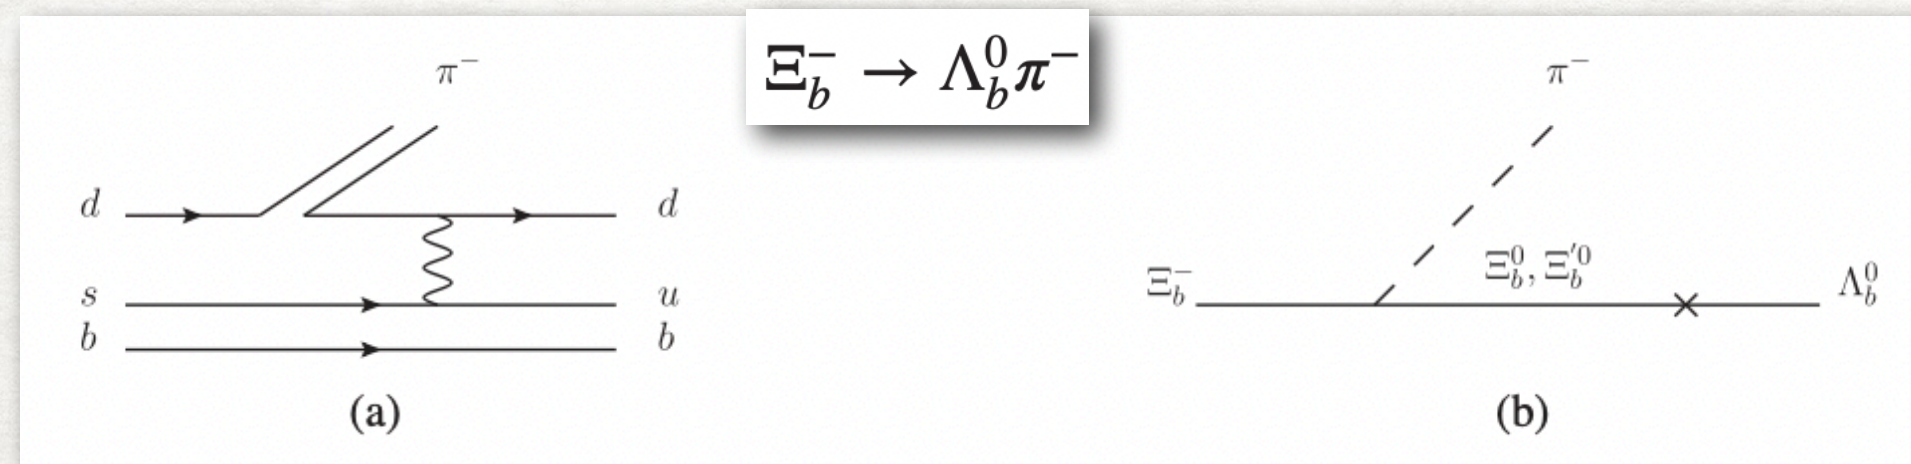 Ξ_b^- → Λ_b^0 π^-
π^-
d d
s u
b b
(a)
π^-
Ξ_b^- Ξ_b^0, Ξ_b^{'0} Λ_b^0
(b)